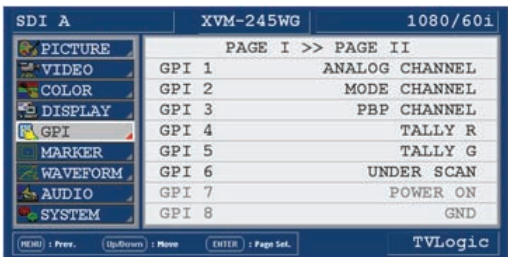 SDI A XVM-245WG 1080/60i
PICTURE
VIDEO
COLOR
DISPLAY
GPI
MARKER
WAVEFORM
AUDIO
SYSTEM
PAGE I >> PAGE II
GPI 1 ANALOG CHANNEL
GPI 2 MODE CHANNEL
GPI 3 PBP CHANNEL
GPI 4 TALLY R
GPI 5 TALLY G
GPI 6 UNDER SCAN
GPI 7 POWER ON
GPI 8 GND
MENU : Prev. Up/Down : Move ENTER : Page Sel. TVLogic